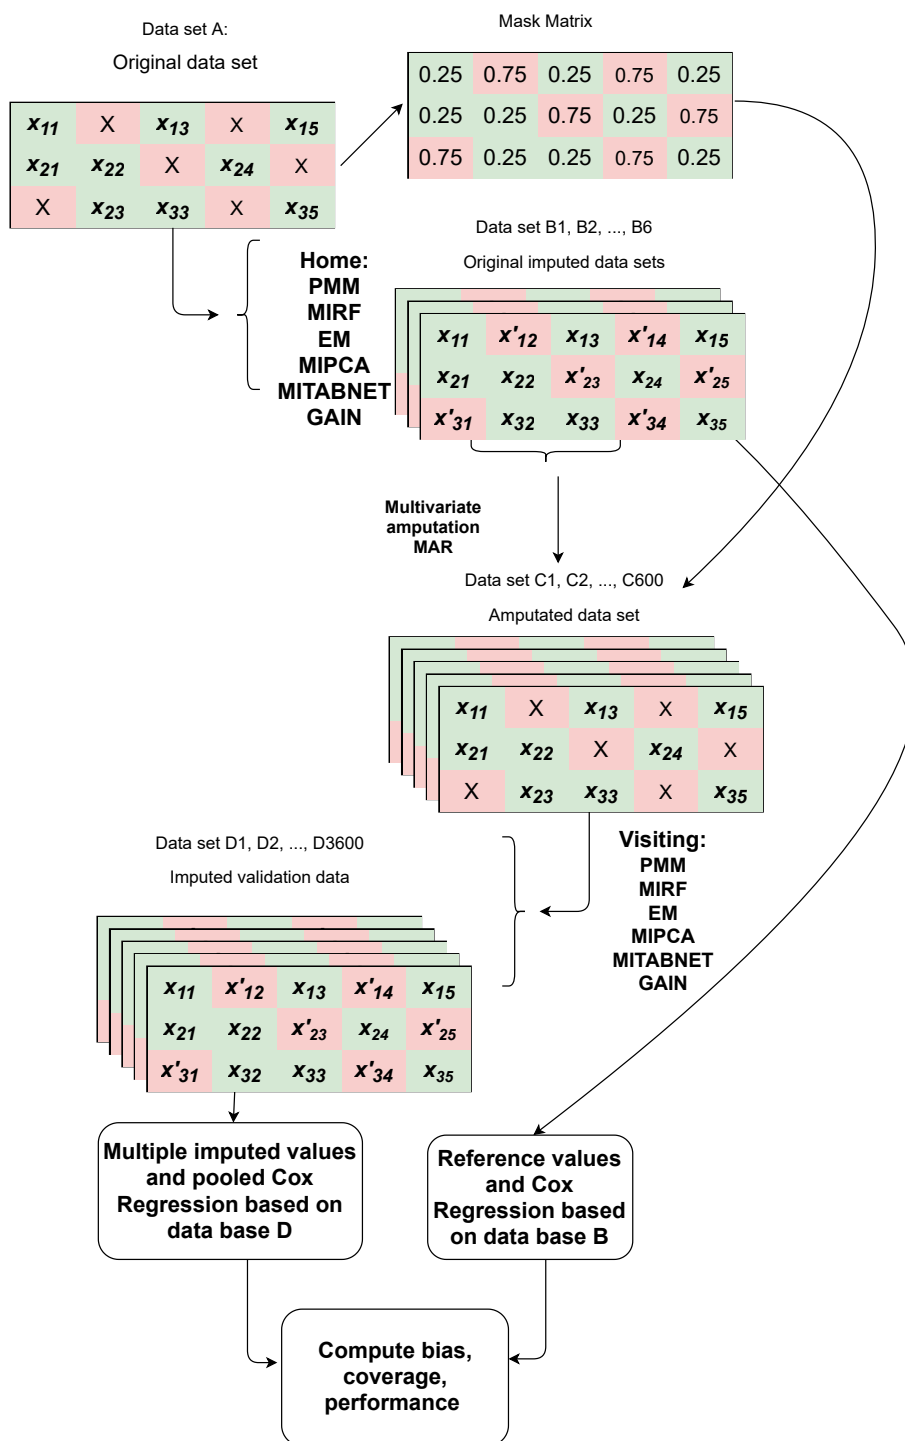 Data set A:
Original data set
Mask Matrix
x11 X x13 X x15
x21 x22 X x24 X
X x23 x33 X x35
0.25 0.75 0.25 0.75 0.25
0.25 0.25 0.75 0.25 0.75
0.75 0.25 0.25 0.75 0.25
Home:
PMM
MIRF
EM
MIPCA
MITABNET
GAIN
Data set B1, B2, ..., B6
Original imputed data sets
x11 x'12 x13 x'14 x15
x21 x22 x'23 x24 x'25
x'31 x32 x33 x'34 x35
Multivariate
amputation
MAR
Data set C1, C2, ..., C600
Amputated data set
x11 X x13 X x15
x21 x22 X x24 X
X x23 x33 X x35
Visiting:
PMM
MIRF
EM
MIPCA
MITABNET
GAIN
Data set D1, D2, ..., D3600
Imputed validation data
x11 x'12 x13 x'14 x15
x21 x22 x'23 x24 x'25
x'31 x32 x33 x'34 x35
Multiple imputed values
and pooled Cox
Regression based on
data base D
Reference values
and Cox
Regression based
on data base B
Compute bias,
coverage,
performance